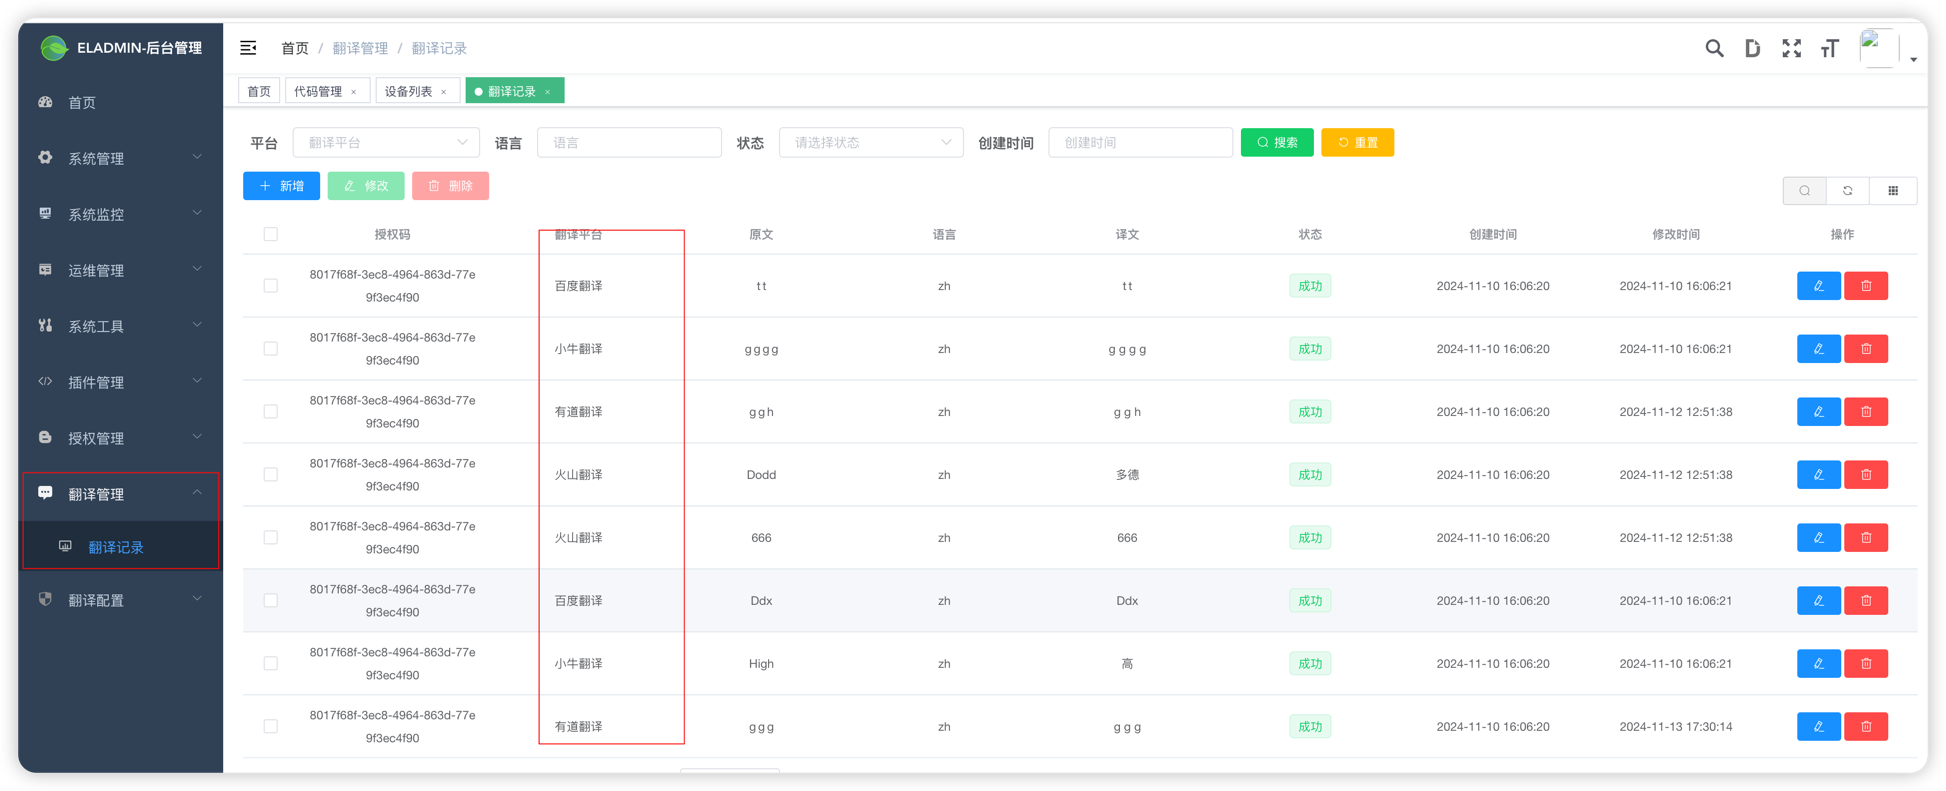 ELADMIN-后台管理
首页 / 翻译管理 / 翻译记录
首页
代码管理 ×
设备列表 ×
翻译记录 ×
首页
系统管理
系统监控
运维管理
系统工具
插件管理
授权管理
翻译管理
翻译记录
翻译配置
平台 翻译平台 语言 语言 状态 请选择状态 创建时间 创建时间 搜索 重置
新增 修改 删除
授权码 翻译平台 原文 语言 译文 状态 创建时间 修改时间 操作
8017f68f-3ec8-4964-863d-77e
9f3ec4f90
百度翻译 t t zh t t 成功 2024-11-10 16:06:20 2024-11-10 16:06:21
8017f68f-3ec8-4964-863d-77e
9f3ec4f90
小牛翻译 g g g g zh g g g g 成功 2024-11-10 16:06:20 2024-11-10 16:06:21
8017f68f-3ec8-4964-863d-77e
9f3ec4f90
有道翻译 g g h zh g g h 成功 2024-11-10 16:06:20 2024-11-12 12:51:38
8017f68f-3ec8-4964-863d-77e
9f3ec4f90
火山翻译 Dodd zh 多德 成功 2024-11-10 16:06:20 2024-11-12 12:51:38
8017f68f-3ec8-4964-863d-77e
9f3ec4f90
火山翻译 666 zh 666 成功 2024-11-10 16:06:20 2024-11-12 12:51:38
8017f68f-3ec8-4964-863d-77e
9f3ec4f90
百度翻译 Ddx zh Ddx 成功 2024-11-10 16:06:20 2024-11-10 16:06:21
8017f68f-3ec8-4964-863d-77e
9f3ec4f90
小牛翻译 High zh 高 成功 2024-11-10 16:06:20 2024-11-10 16:06:21
8017f68f-3ec8-4964-863d-77e
9f3ec4f90
有道翻译 g g g zh g g g 成功 2024-11-10 16:06:20 2024-11-13 17:30:14